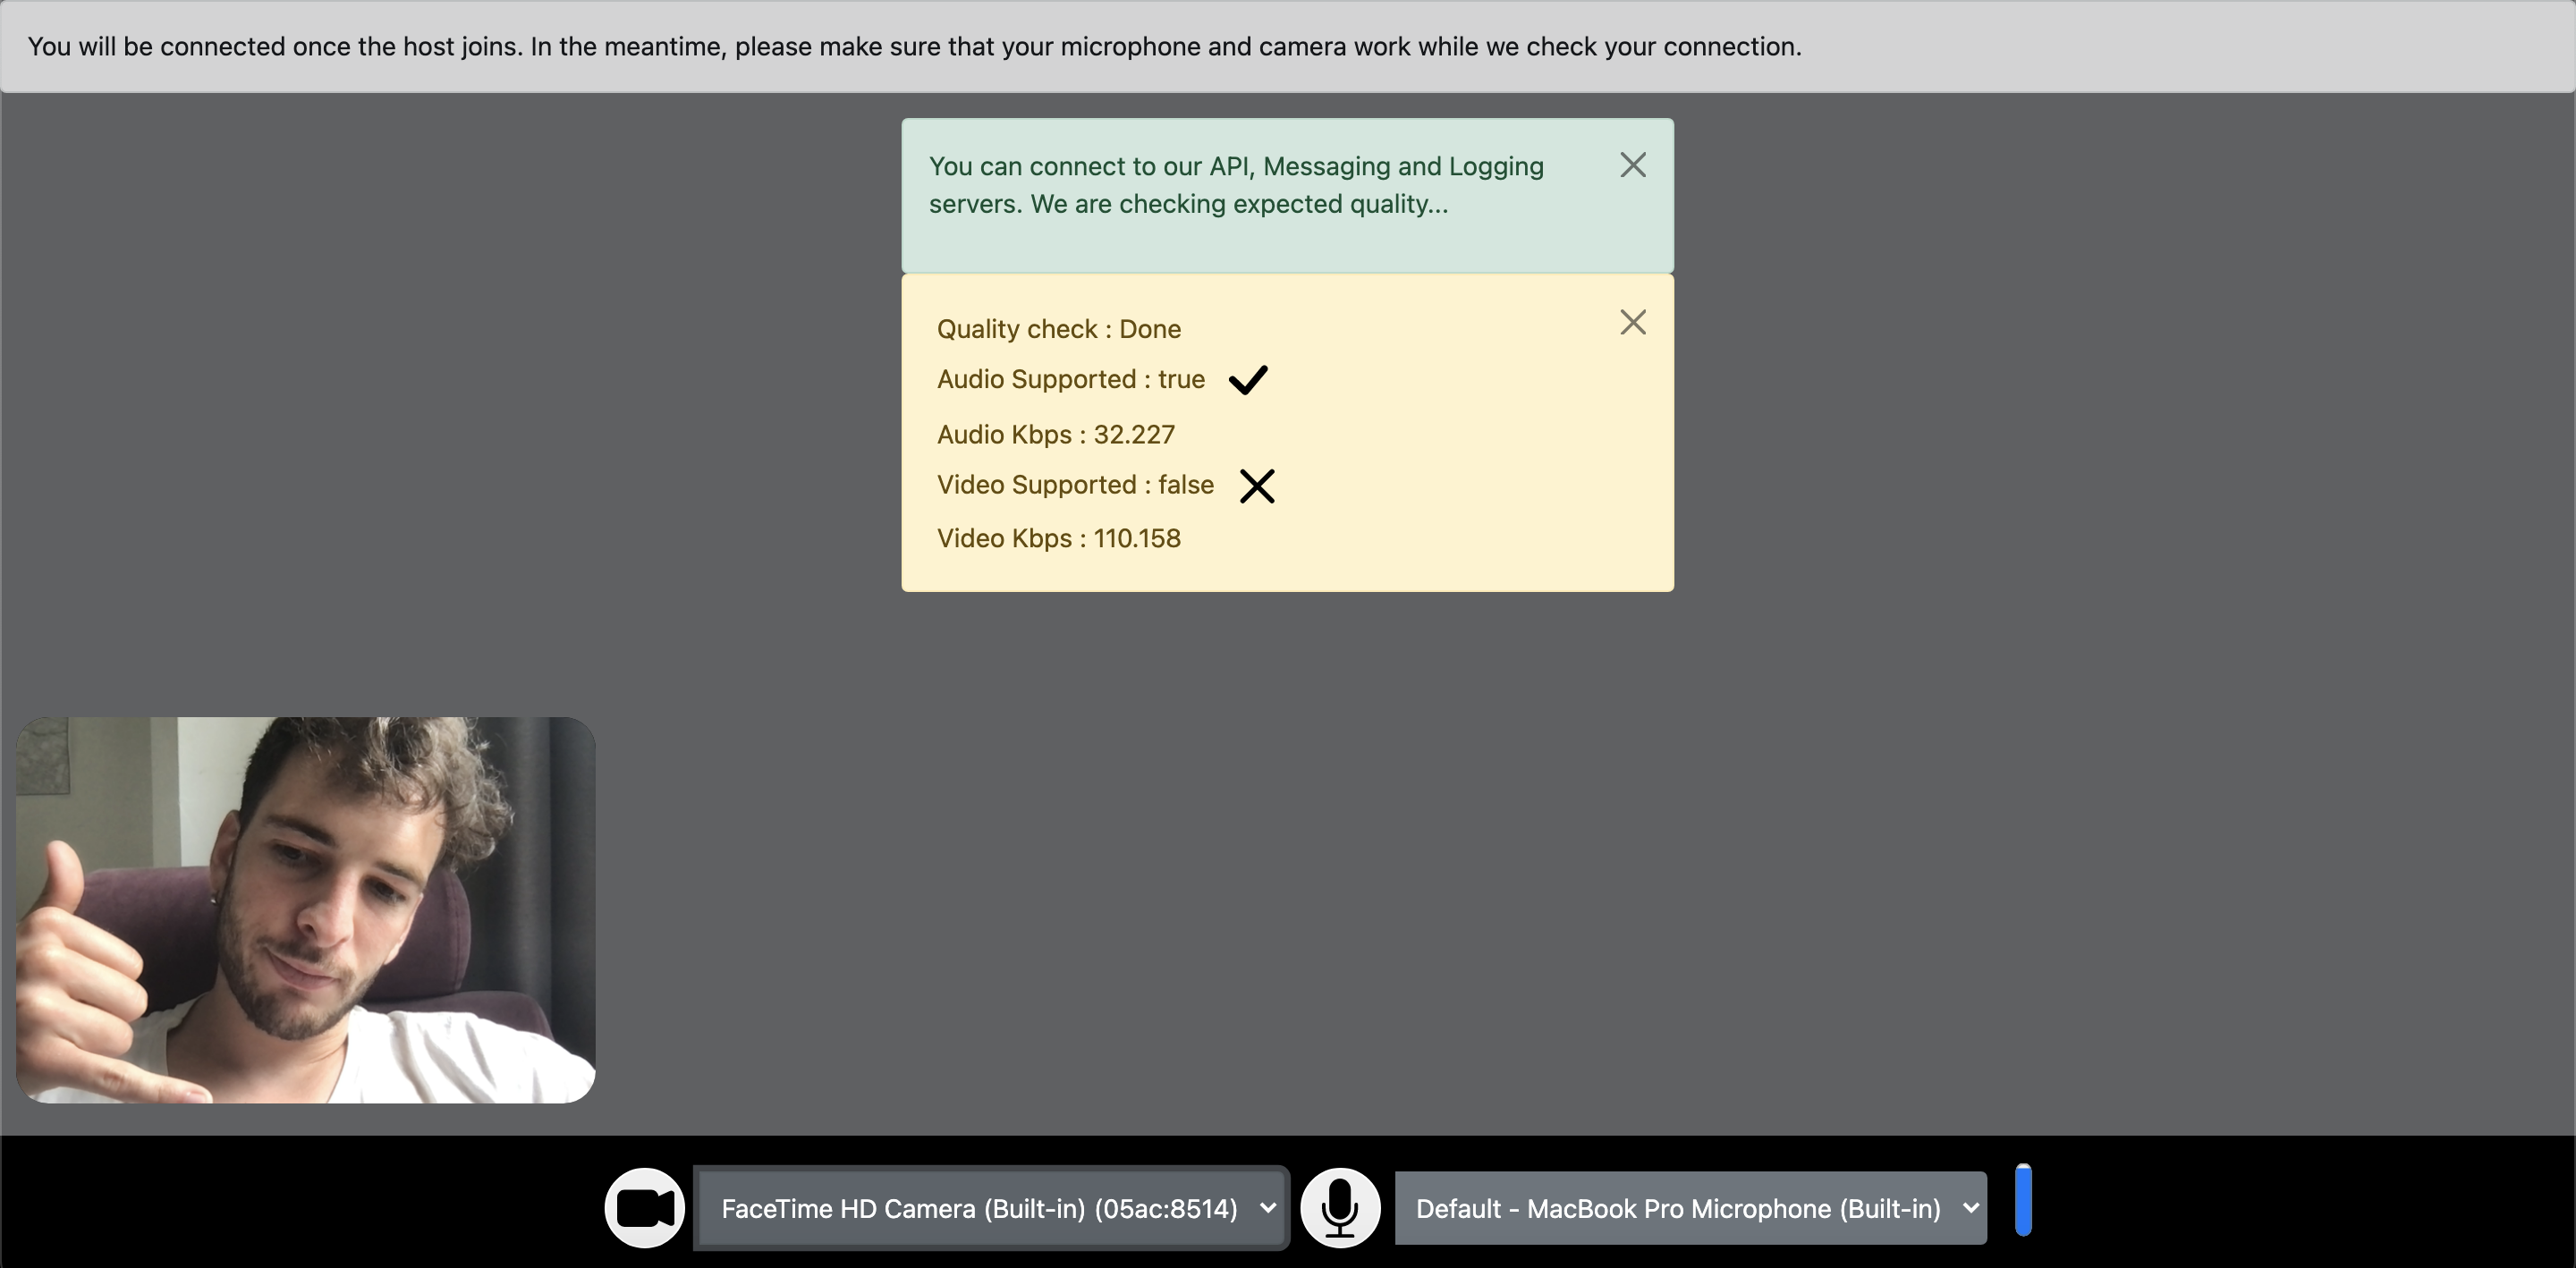 You will be connected once the host joins. In the meantime, please make sure that your microphone and camera work while we check your connection.
You can connect to our API, Messaging and Logging
servers. We are checking expected quality...
Quality check : Done
Audio Supported : true
Audio Kbps : 32.227
Video Supported : false
Video Kbps : 110.158
FaceTime HD Camera (Built-in) (05ac:8514)
Default - MacBook Pro Microphone (Built-in)